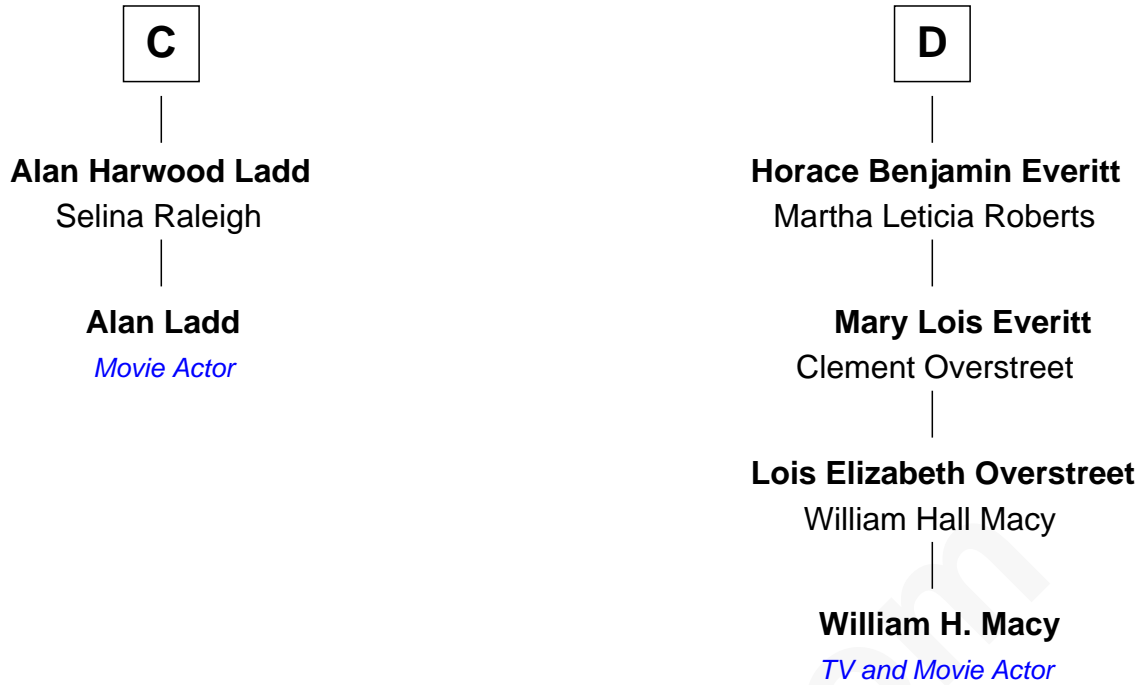 C
Alan Harwood Ladd
Selina Raleigh
Alan Ladd
Movie Actor
D
Horace Benjamin Everitt
Martha Leticia Roberts
Mary Lois Everitt
Clement Overstreet
Lois Elizabeth Overstreet
William Hall Macy
William H. Macy
TV and Movie Actor